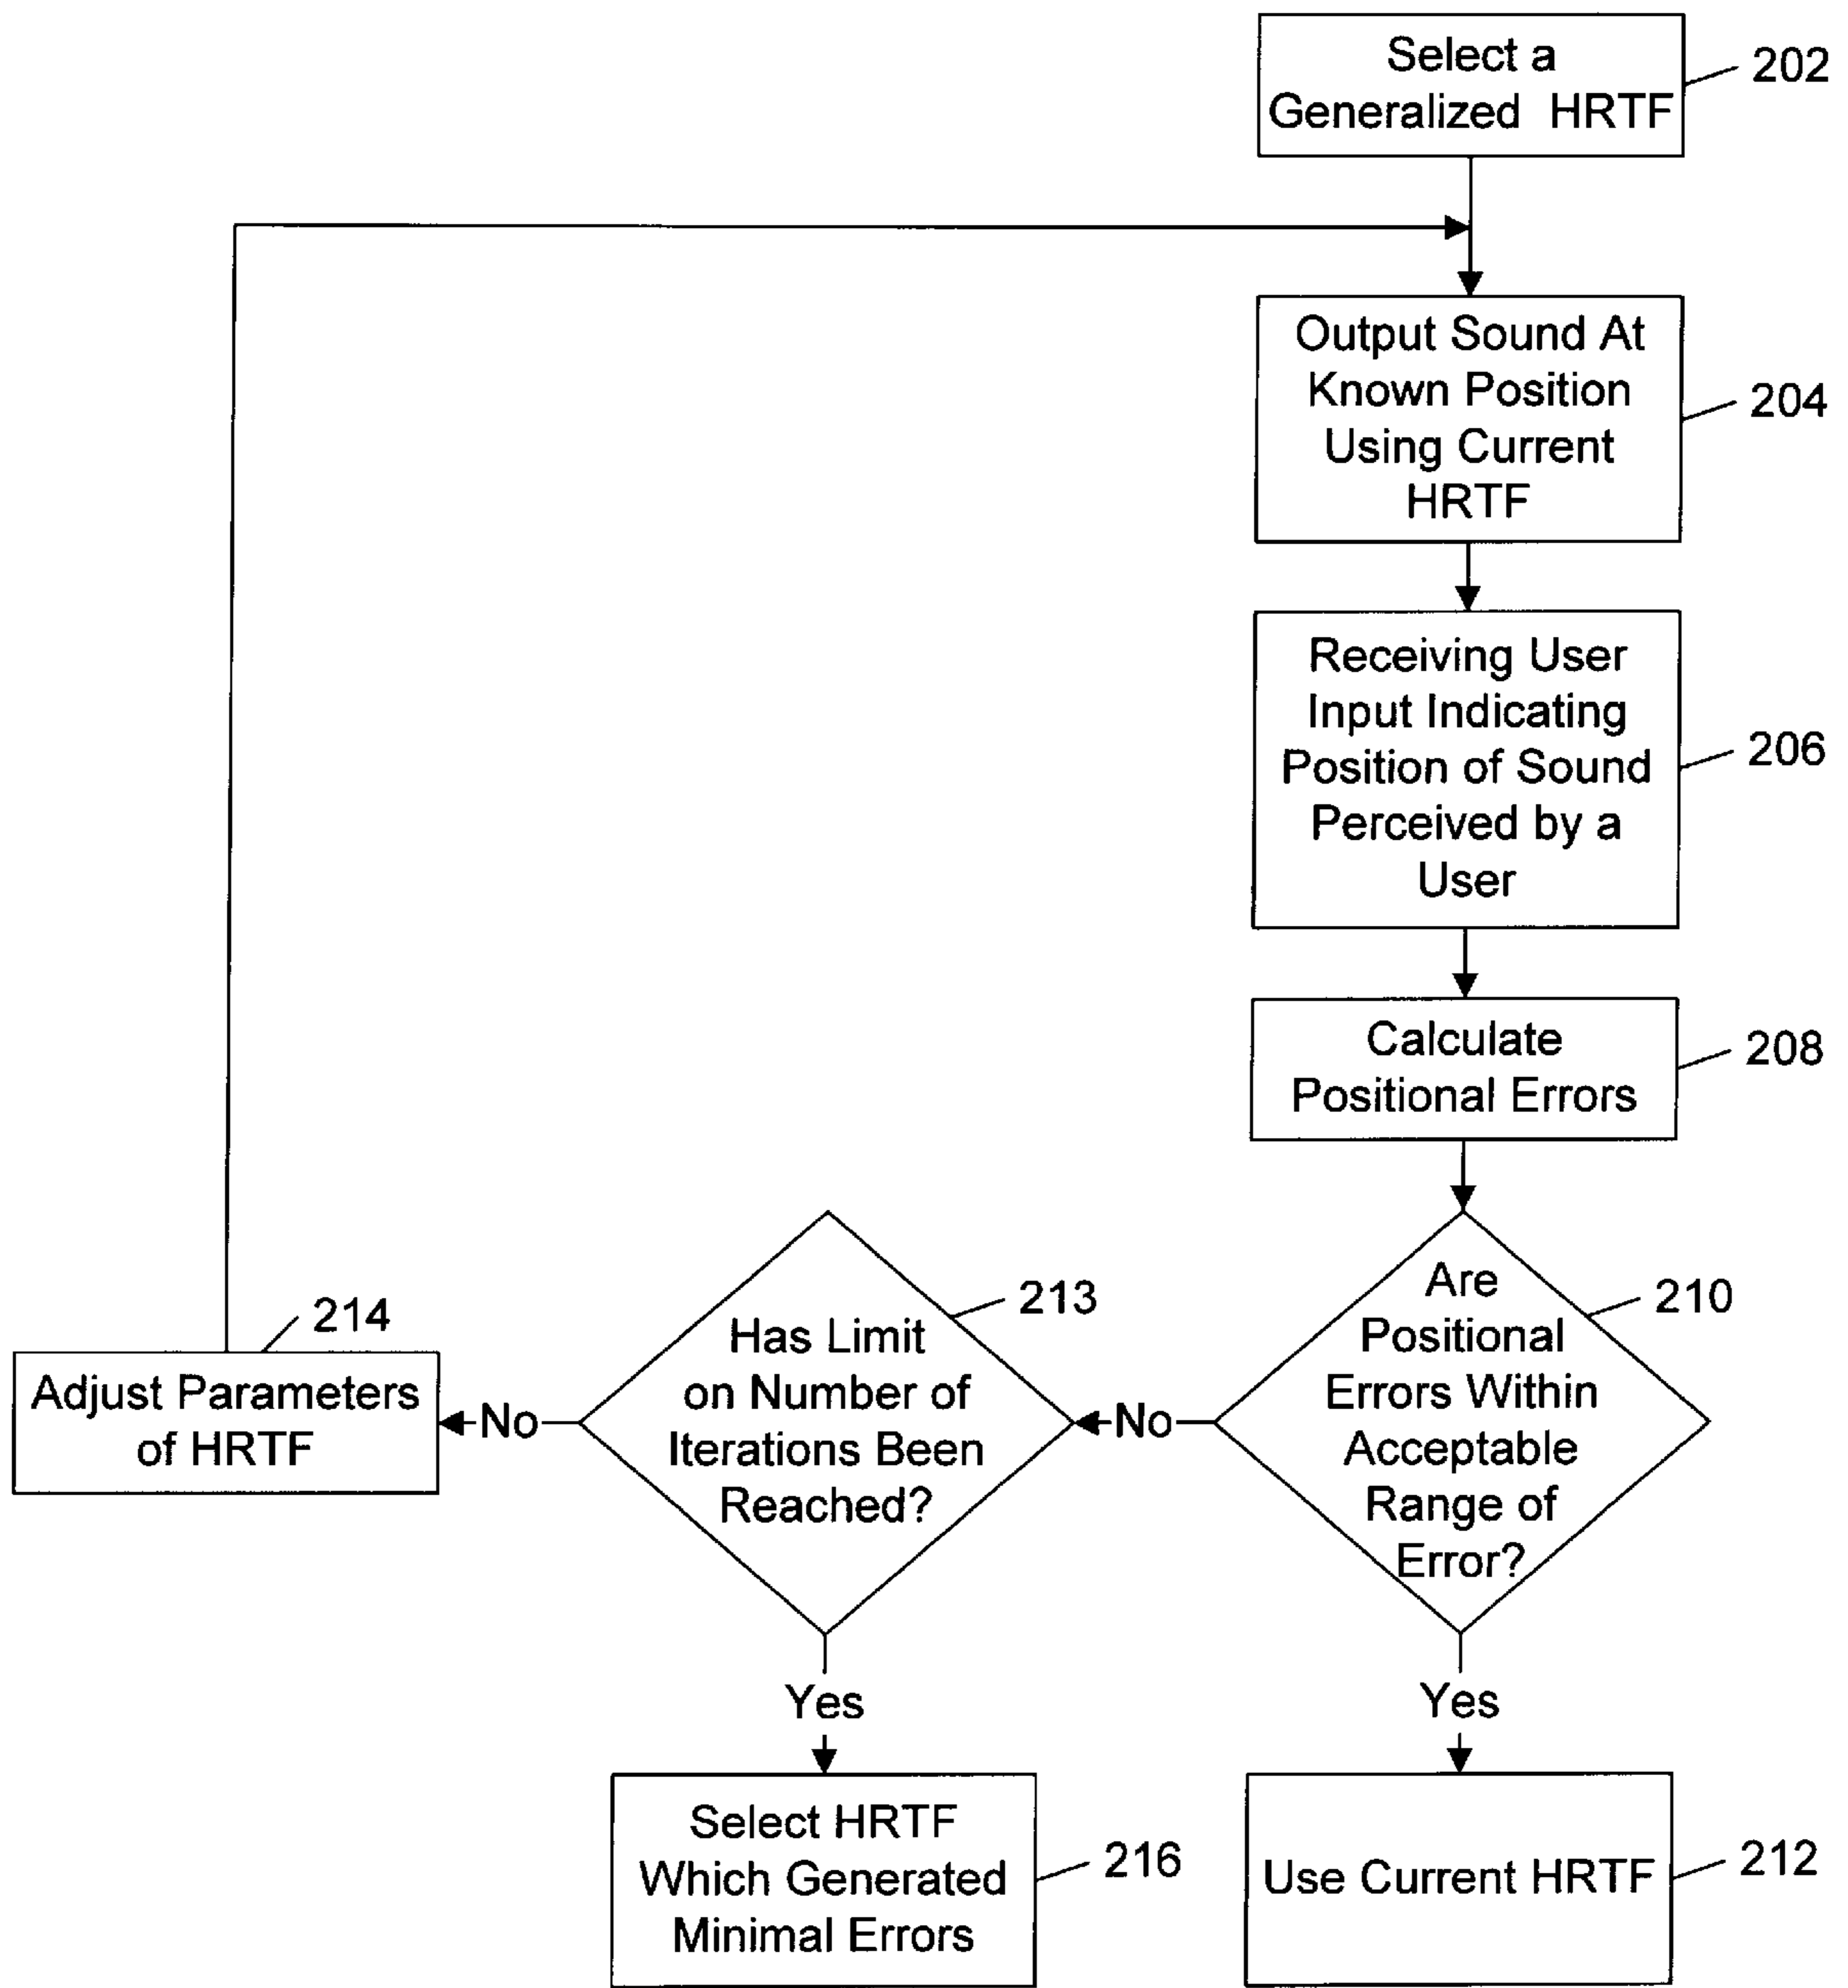 Select a
Generalized HRTF
202
Output Sound At
Known Position
Using Current
HRTF
204
Receiving User
Input Indicating
Position of Sound
Perceived by a
User
206
Calculate
Positional Errors
208
Are
Positional
Errors Within
Acceptable
Range of
Error?
210
No
Has Limit
on Number of
Iterations Been
Reached?
213
No
Adjust Parameters
of HRTF
214
Yes
Select HRTF
Which Generated
Minimal Errors
216
Yes
Use Current HRTF
212